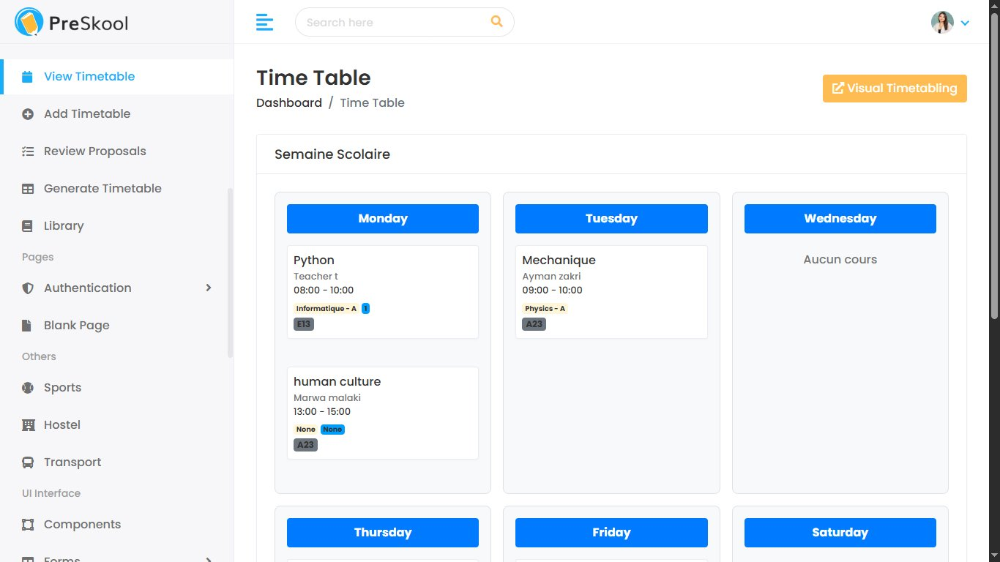 PreSkool
Search here
View Timetable
Add Timetable
Review Proposals
Generate Timetable
Library
Pages
Authentication
Blank Page
Others
Sports
Hostel
Transport
UI Interface
Components
Forms
Time Table
Dashboard / Time Table
Visual Timetabling
Semaine Scolaire
Monday
Python
Teacher t
08:00 - 10:00
Informatique - A 1
E13
human culture
Marwa malaki
13:00 - 15:00
None None
A23
Tuesday
Mechanique
Ayman zakri
09:00 - 10:00
Physics - A
A23
Wednesday
Aucun cours
Thursday
Friday
Saturday